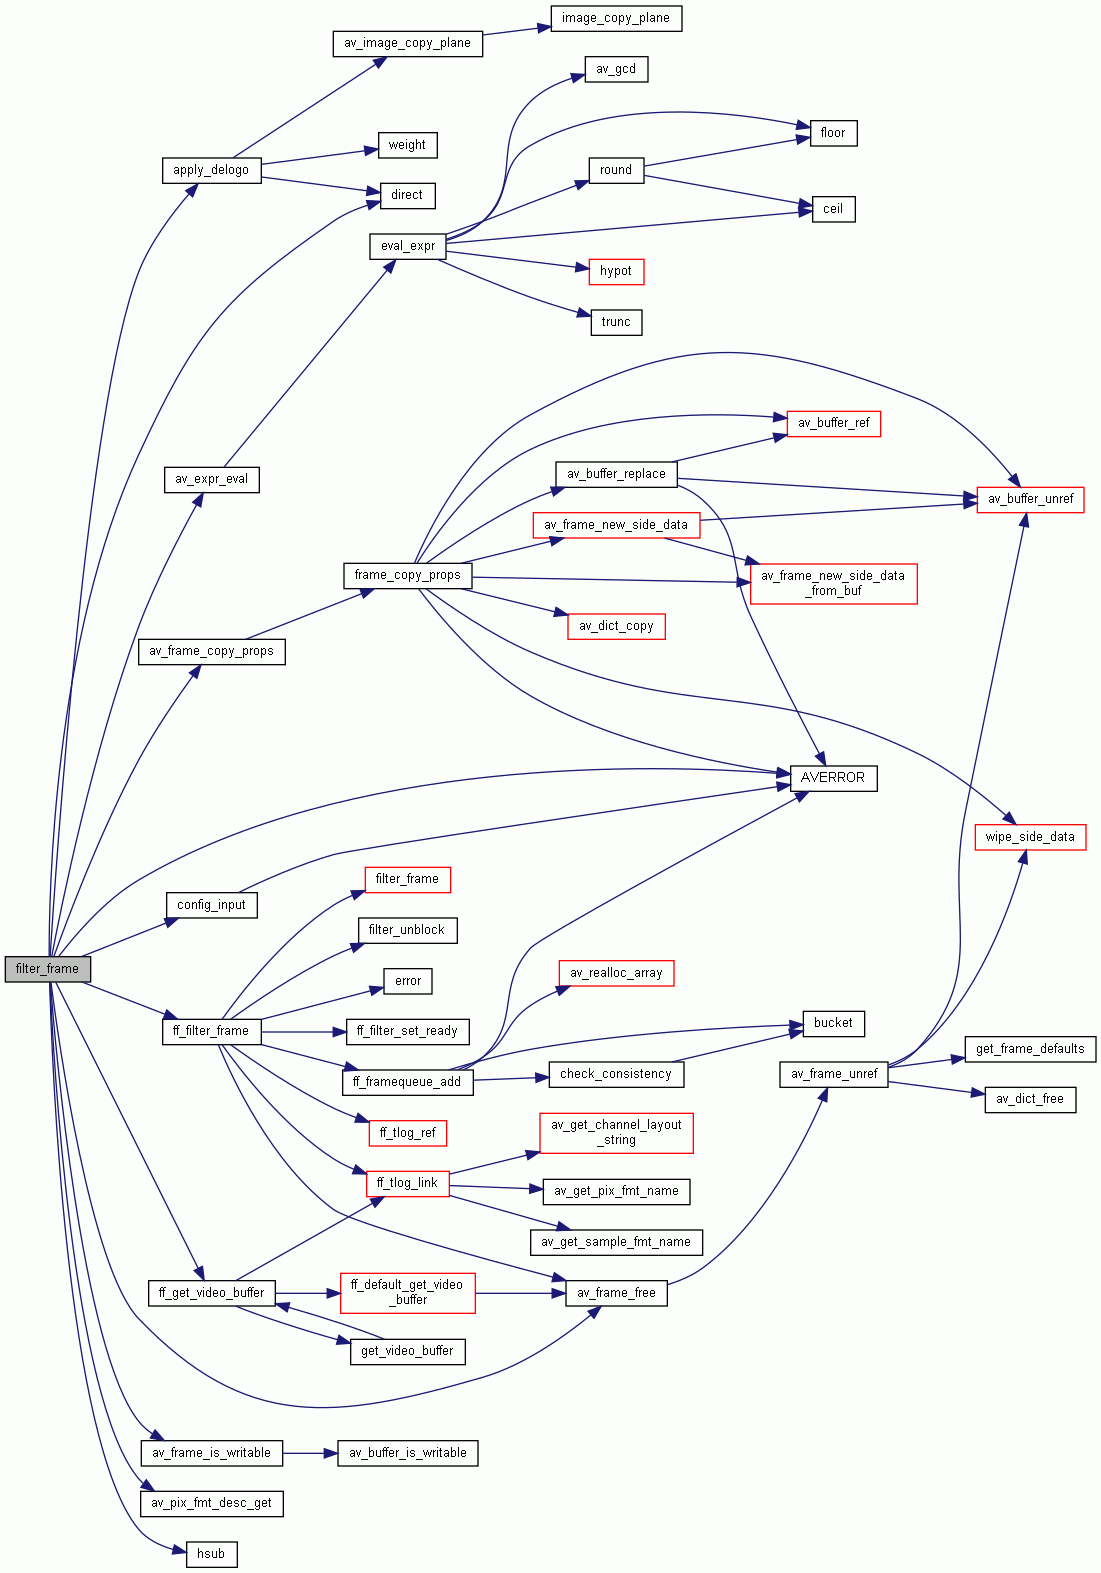 image_copy_plane
av_image_copy_plane
av_gcd
floor
weight
apply_delogo
round
direct
ceil
eval_expr
hypot
trunc
av_buffer_ref
av_buffer_replace
av_expr_eval
av_buffer_unref
av_frame_new_side_data
frame_copy_props
av_frame_new_side_data
_from_buf
av_dict_copy
av_frame_copy_props
AVERROR
wipe_side_data
filter_frame
config_input
filter_unblock
filter_frame
error
av_realloc_array
bucket
ff_filter_frame
ff_filter_set_ready
get_frame_defaults
check_consistency
av_frame_unref
ff_framequeue_add
av_dict_free
ff_tlog_ref
av_get_channel_layout
_string
ff_tlog_link
av_get_pix_fmt_name
av_get_sample_fmt_name
ff_get_video_buffer
ff_default_get_video
_buffer
av_frame_free
get_video_buffer
av_frame_is_writable
av_buffer_is_writable
av_pix_fmt_desc_get
hsub